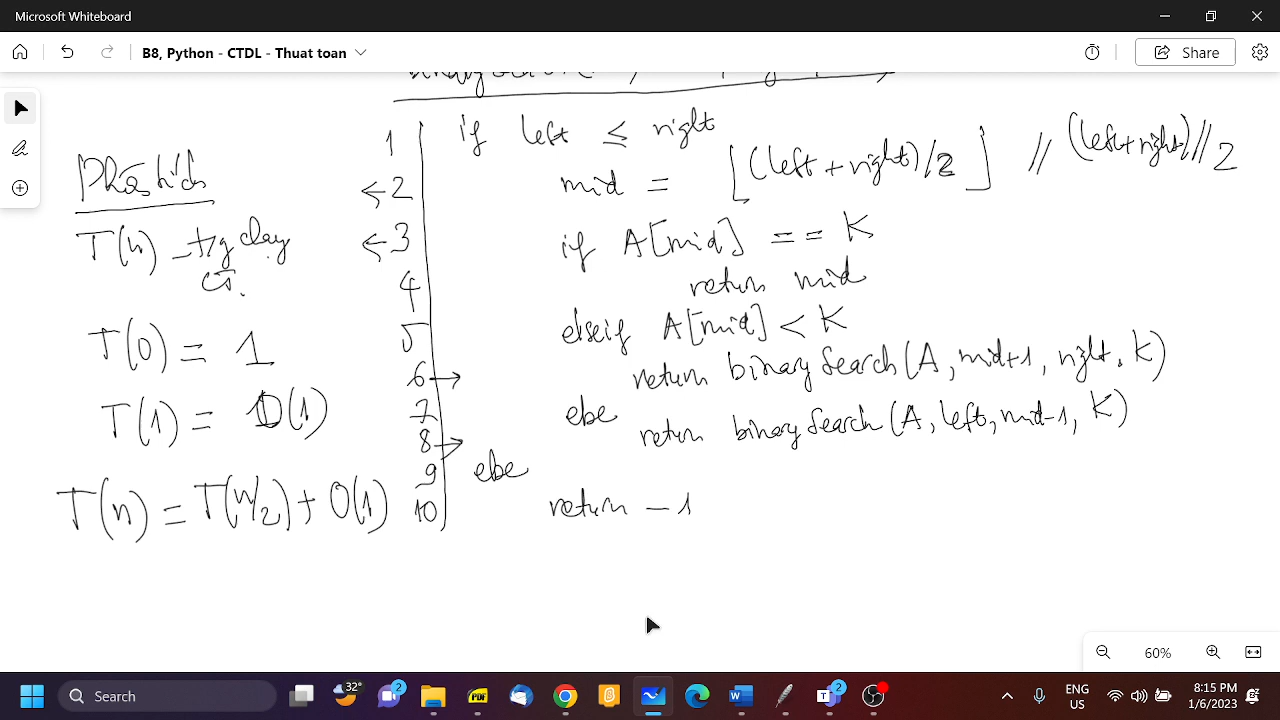 Microsoft Whiteboard
B8, Python - CTDL - Thuat toan
Share
Phân tích
T(n) - t/g chạy
CT.
T(0) = 1
T(1) = O(1)
T(n) = T(n/2) + O(1)
1 if left ≤ right
←2 mid = ⌊(left + right)/2⌋ // (left+right)//2
←3 if A[mid] == K
4 return mid
5 elseif A[mid] < K
6→ return binarySearch(A, mid+1, right, K)
7 else
8→ return binarySearch(A, left, mid-1, K)
9 else
10 return -1
60%
Search
32°
2
PDF
2
ENG
US
8:15 PM
1/6/2023